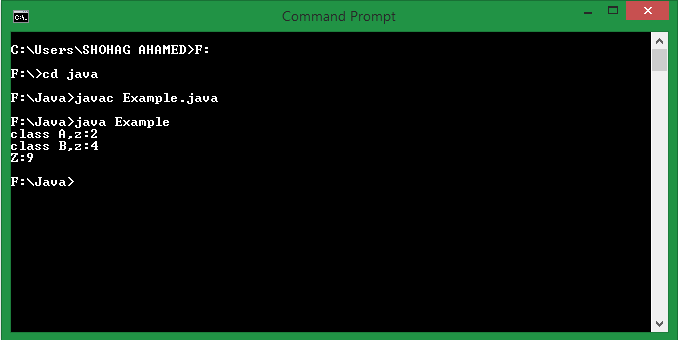 Command Prompt
C:\Users\SHOHAG AHAMED>F:
F:\>cd java
F:\Java>javac Example.java
F:\Java>java Example
class A,z:2
class B,z:4
Z:9
F:\Java>